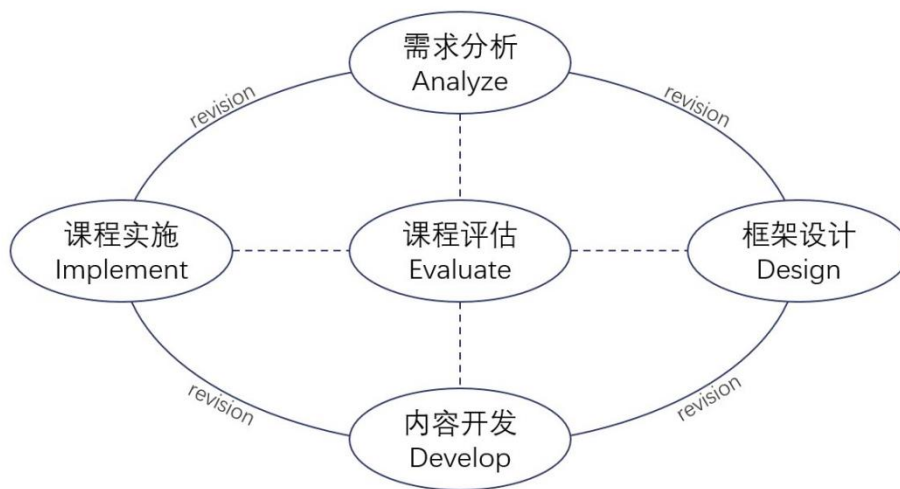 需求分析
Analyze
revision
revision
课程实施
Implement
课程评估
Evaluate
框架设计
Design
revision
revision
内容开发
Develop